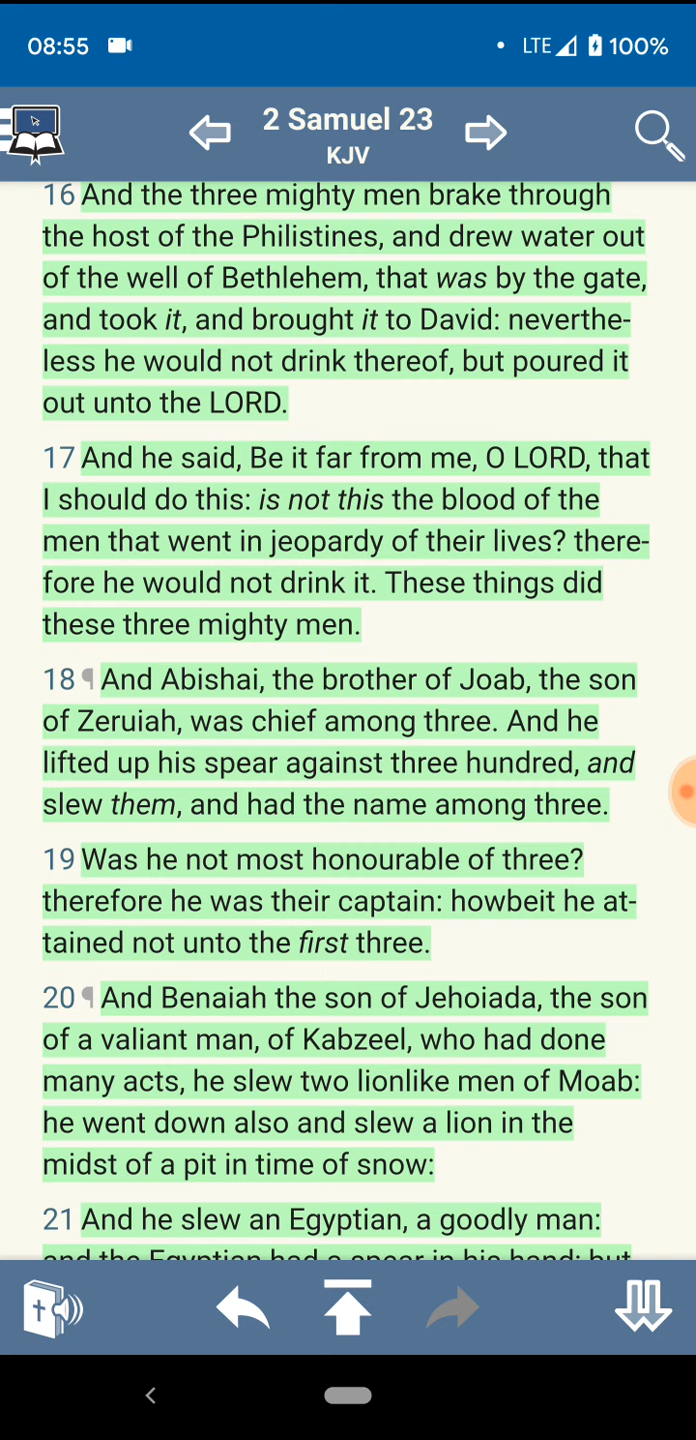 08:55
LTE 100%
2 Samuel 23
KJV
16 And the three mighty men brake through
the host of the Philistines, and drew water out
of the well of Bethlehem, that was by the gate,
and took it, and brought it to David: neverthe-
less he would not drink thereof, but poured it
out unto the LORD.
17 And he said, Be it far from me, O LORD, that
I should do this: is not this the blood of the
men that went in jeopardy of their lives? there-
fore he would not drink it. These things did
these three mighty men.
18 ¶ And Abishai, the brother of Joab, the son
of Zeruiah, was chief among three. And he
lifted up his spear against three hundred, and
slew them, and had the name among three.
19 Was he not most honourable of three?
therefore he was their captain: howbeit he at-
tained not unto the first three.
20 ¶ And Benaiah the son of Jehoiada, the son
of a valiant man, of Kabzeel, who had done
many acts, he slew two lionlike men of Moab:
he went down also and slew a lion in the
midst of a pit in time of snow:
21 And he slew an Egyptian, a goodly man:
and the Egyptian had a spear in his hand; but